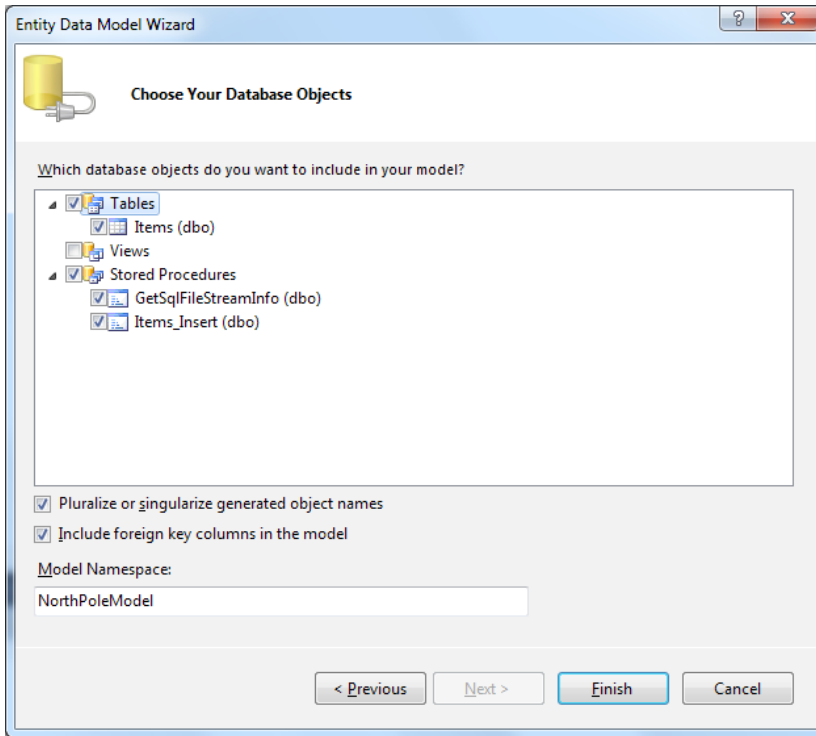 Entity Data Model Wizard
Choose Your Database Objects
Which database objects do you want to include in your model?
Tables
Items (dbo)
Views
Stored Procedures
GetSqlFileStreamInfo (dbo)
Items_Insert (dbo)
Pluralize or singularize generated object names
Include foreign key columns in the model
Model Namespace:
NorthPoleModel
< Previous Next > Finish Cancel